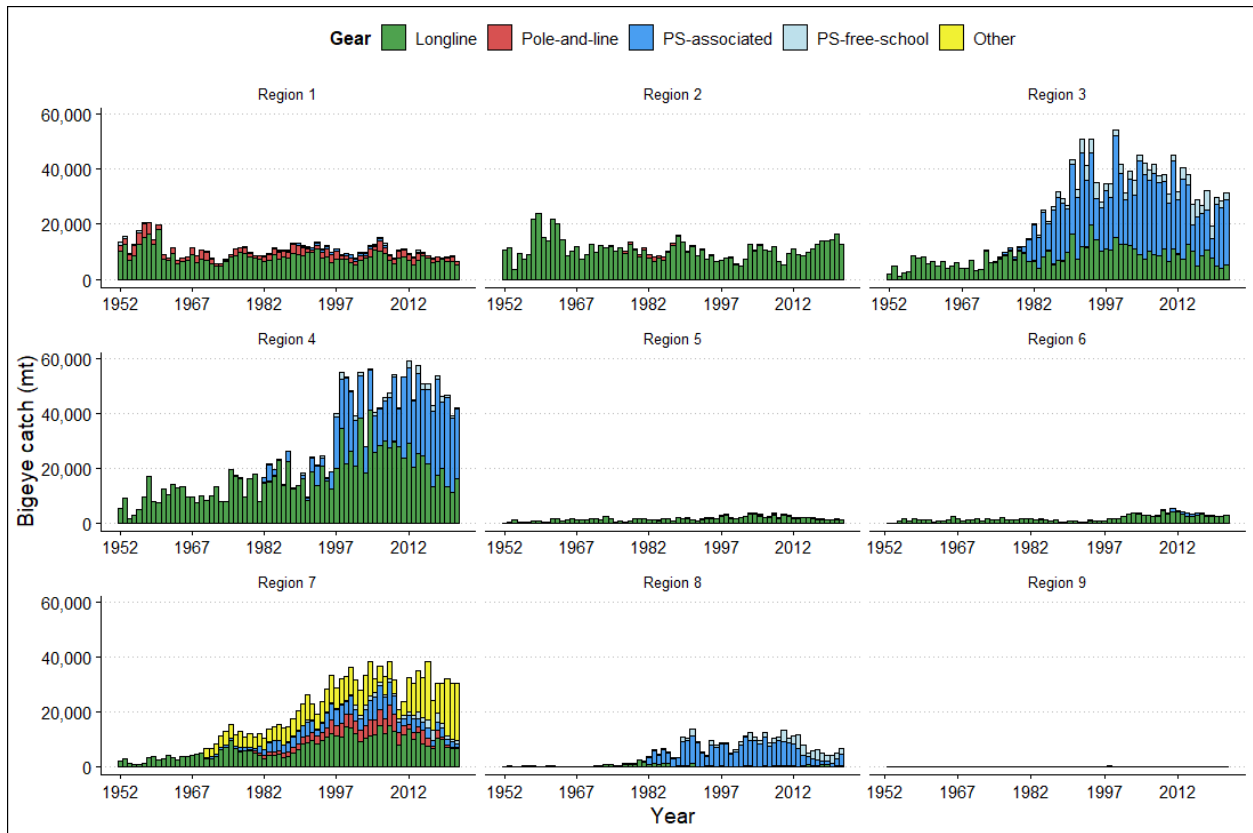 Gear Longline Pole-and-line PS-associated PS-free-school Other
Region 1 Region 2 Region 3
60,000
40,000
20,000
0
1952 1967 1982 1997 2012 1952 1967 1982 1997 2012 1952 1967 1982 1997 2012
Region 4 Region 5 Region 6
Bigeye catch (mt)
60,000
40,000
20,000
0
1952 1967 1982 1997 2012 1952 1967 1982 1997 2012 1952 1967 1982 1997 2012
Region 7 Region 8 Region 9
60,000
40,000
20,000
0
1952 1967 1982 1997 2012 1952 1967 1982 1997 2012 1952 1967 1982 1997 2012
Year